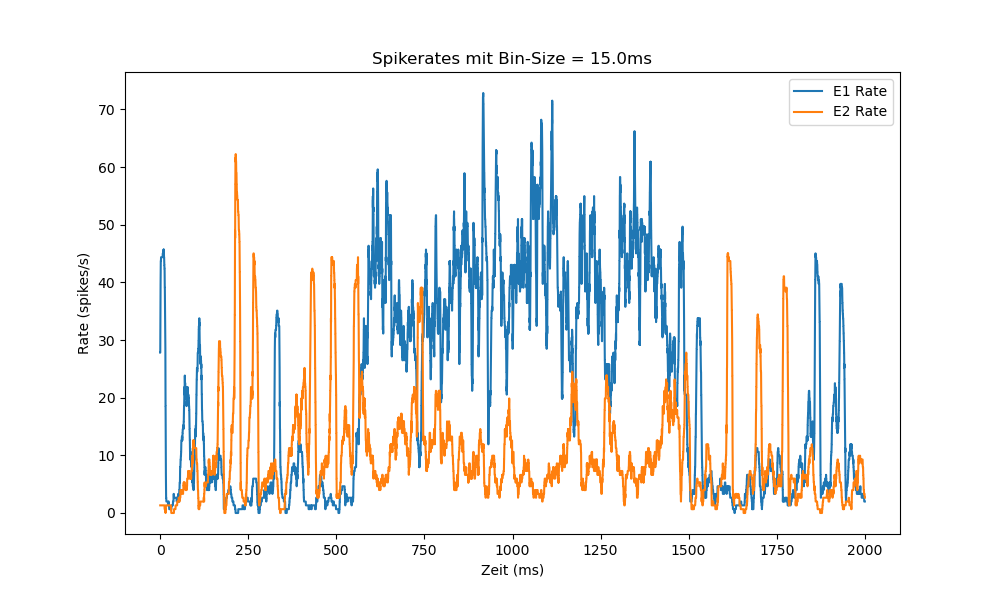 Spikerates mit Bin-Size = 15.0ms
E1 Rate
E2 Rate
70
60
50
40
30
20
10
0
Rate (spikes/s)
0 250 500 750 1000 1250 1500 1750 2000
Zeit (ms)